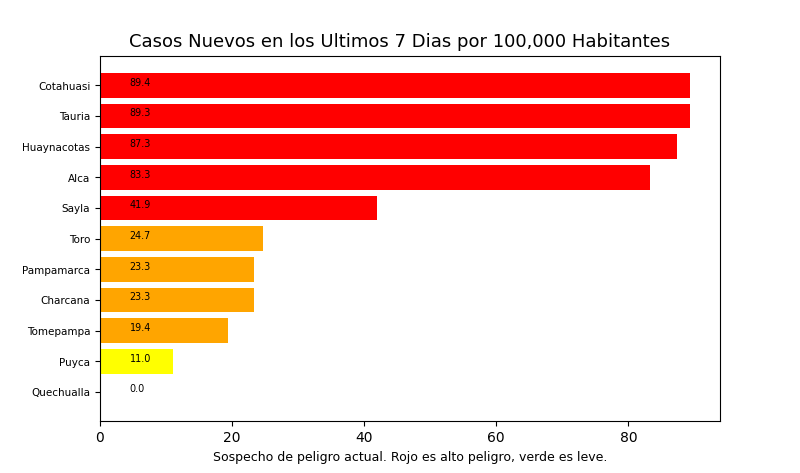 Casos Nuevos en los Ultimos 7 Dias por 100,000 Habitantes
Cotahuasi 89.4
Tauria 89.3
Huaynacotas 87.3
Alca 83.3
Sayla 41.9
Toro 24.7
Pampamarca 23.3
Charcana 23.3
Tomepampa 19.4
Puyca 11.0
Quechualla 0.0
0 20 40 60 80
Sospecho de peligro actual. Rojo es alto peligro, verde es leve.